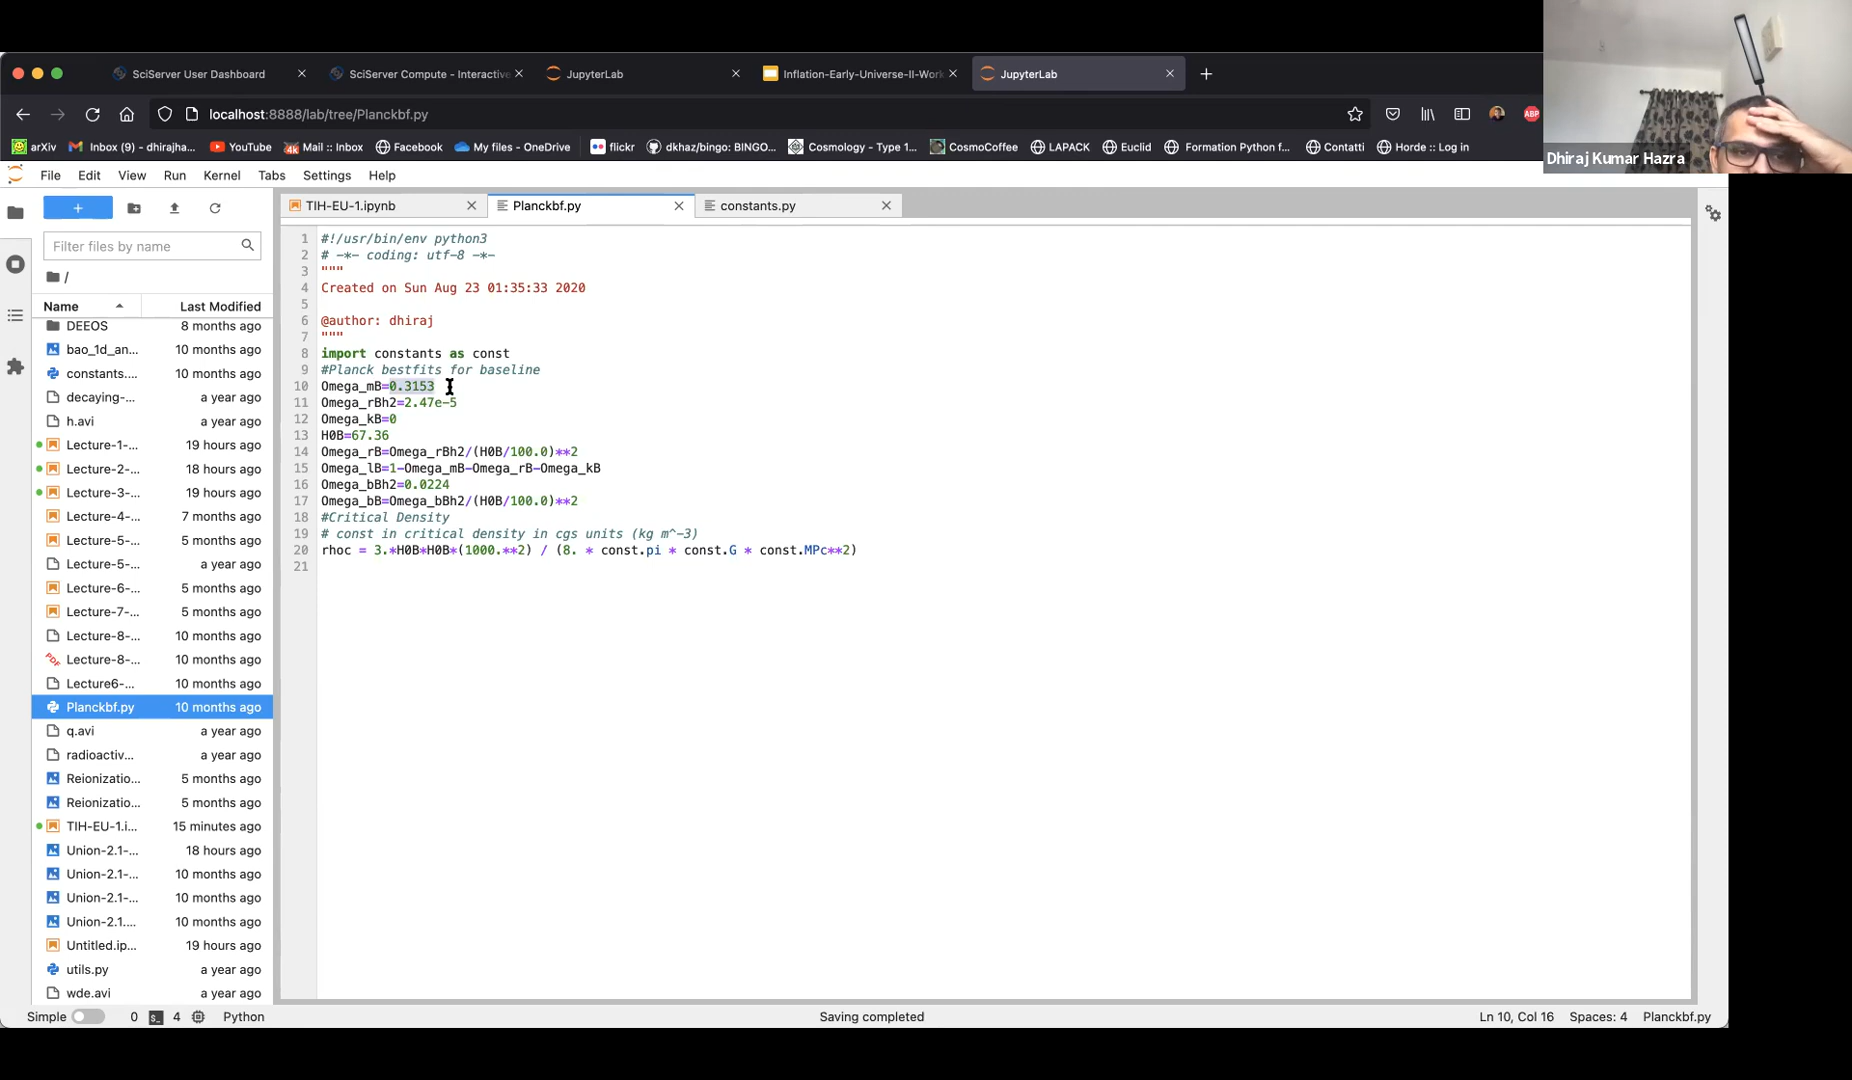 SciServer User Dashboard
SciServer Compute - Interactive
JupyterLab
Inflation-Early-Universe-II-Work
JupyterLab
localhost:8888/lab/tree/Planckbf.py
ABP
arXiv
Inbox (9) - dhirajha...
YouTube
4k Mail :: Inbox
Facebook
My files - OneDrive
flickr
dkhaz/bingo: BINGO...
Cosmology - Type 1...
CosmoCoffee
LAPACK
Euclid
Formation Python f...
Contatti
Horde :: Log in
Dhiraj Kumar Hazra
File Edit View Run Kernel Tabs Settings Help
TIH-EU-1.ipynb
Planckbf.py
constants.py
Filter files by name
/
Name Last Modified
DEEOS 8 months ago
bao_1d_an... 10 months ago
constants.... 10 months ago
decaying-... a year ago
h.avi a year ago
Lecture-1-... 19 hours ago
Lecture-2-... 18 hours ago
Lecture-3-... 19 hours ago
Lecture-4-... 7 months ago
Lecture-5-... 5 months ago
Lecture-5-... a year ago
Lecture-6-... 5 months ago
Lecture-7-... 5 months ago
Lecture-8-... 10 months ago
PDF Lecture-8-... 10 months ago
Lecture6-... 10 months ago
Planckbf.py 10 months ago
q.avi a year ago
radioactiv... a year ago
Reionizatio... 5 months ago
Reionizatio... 5 months ago
TIH-EU-1.i... 15 minutes ago
Union-2.1-... 18 hours ago
Union-2.1-... 10 months ago
Union-2.1-... 10 months ago
Union-2.1.... 10 months ago
Untitled.ip... 19 hours ago
utils.py a year ago
wde.avi a year ago
1 #!/usr/bin/env python3
2 # -*- coding: utf-8 -*-
3 """
4 Created on Sun Aug 23 01:35:33 2020
5
6 @author: dhiraj
7 """
8 import constants as const
9 #Planck bestfits for baseline
10 Omega_mB=0.3153
11 Omega_rBh2=2.47e-5
12 Omega_kB=0
13 H0B=67.36
14 Omega_rB=Omega_rBh2/(H0B/100.0)**2
15 Omega_lB=1-Omega_mB-Omega_rB-Omega_kB
16 Omega_bBh2=0.0224
17 Omega_bB=Omega_bBh2/(H0B/100.0)**2
18 #Critical Density
19 # const in critical density in cgs units (kg m^-3)
20 rhoc = 3.*H0B*H0B*(1000.**2) / (8. * const.pi * const.G * const.MPc**2)
21
Simple 0 4 Python
Saving completed
Ln 10, Col 16 Spaces: 4 Planckbf.py